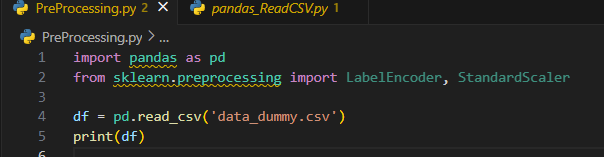 PreProcessing.py 2 pandas_ReadCSV.py 1
PreProcessing.py > ...
1 import pandas as pd
2 from sklearn.preprocessing import LabelEncoder, StandardScaler
3
4 df = pd.read_csv('data_dummy.csv')
5 print(df)
6